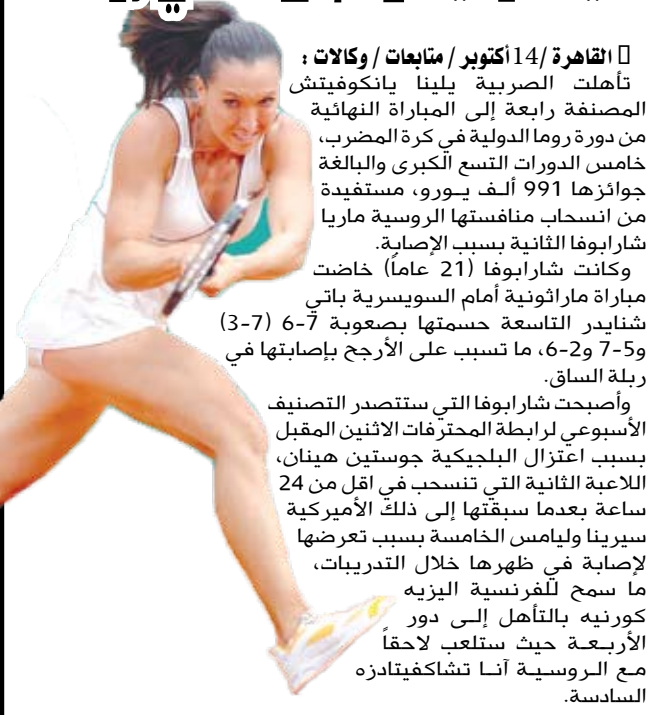 القاهرة /14أكتوبر / متابعات / وكالات :
تأهلت الصربية يلينا يانكوفيتش
المصنفة رابعة إلى المباراة النهائية
من دورة روما الدولية في كرة المضرب،
خامس الدورات التسع الكبرى والبالغة
جوائزها 991 ألف يـورو، مستفيدة
من انسحاب منافستها الروسية ماريا
شارابوفا الثانية بسبب الإصابة.
وكانت شارابوفا (21 عاماً) خاضت
مباراة ماراثونية أمام السويسرية باتي
شنايدر التاسعة حسمتها بصعوبة 7-6 (7-3)
و5-7 و2-6، ما تسبب على الأرجح بإصابتها في
ربلة الساق.
وأصبحت شارابوفا التي ستتصدر التصنيف
الأسبوعي لرابطة المحترفات الاثنين المقبل
بسبب اعتزال البلجيكية جوستين هينان،
اللاعبة الثانية التي تنسحب في اقل من 24
ساعة بعدما سبقتها إلى ذلك الأميركية
سيرينا وليامس الخامسة بسبب تعرضها
لإصابة في ظهرها خلال التدريبات،
ما سمح للفرنسية اليزيه
كورنيه بالتأهل إلـى دور
الأربـعـة حيث ستلعب لاحقاً
مـع الـروسـيـة آنـا تشاكفيتادزه
السادسة.